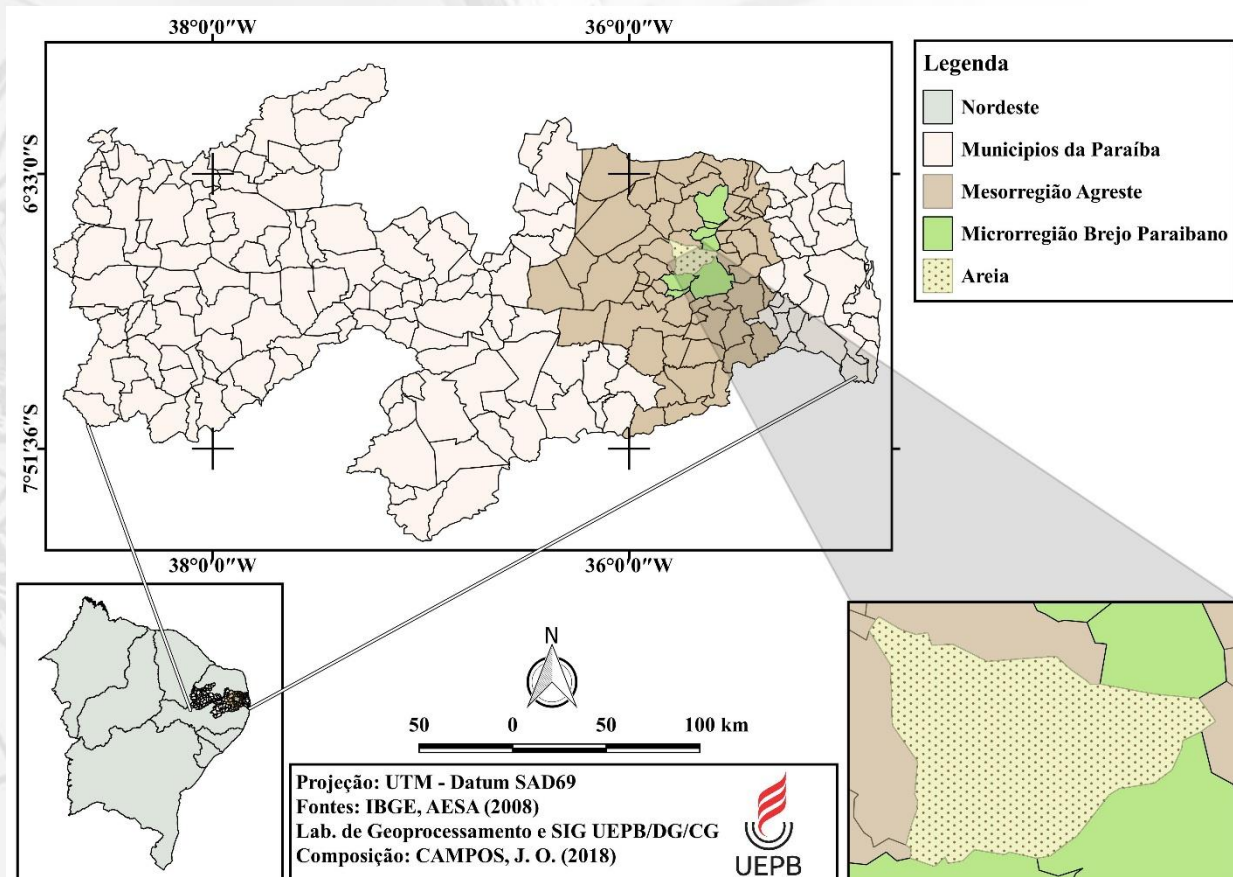 38°0'0"W
36°0'0"W
6°33'0"S
7°51'36"S
38°0'0"W
36°0'0"W
Legenda
Nordeste
Municipios da Paraíba
Mesorregião Agreste
Microrregião Brejo Paraibano
Areia
N
50 0 50 100 km
Projeção: UTM - Datum SAD69
Fontes: IBGE, AESA (2008)
Lab. de Geoprocessamento e SIG UEPB/DG/CG
Composição: CAMPOS, J. O. (2018)
UEPB